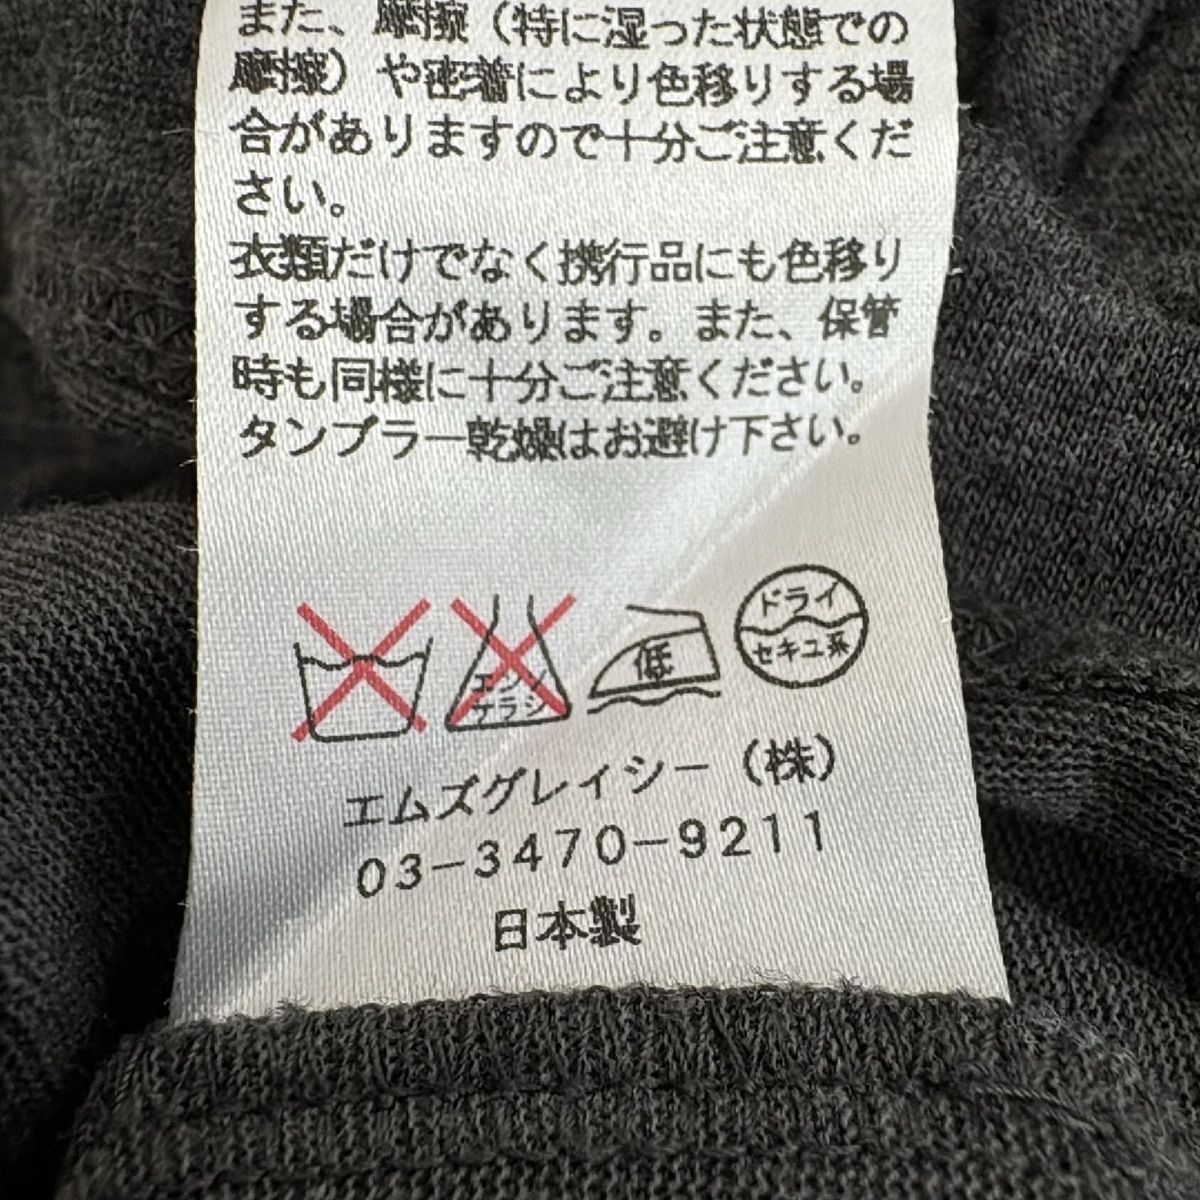 また、摩擦（特に湿った状態での
摩擦）や密着により色移りする場
合がありますので十分ご注意くだ
さい。
衣類だけでなく携行品にも色移り
する場合があります。また、保管
時も同様に十分ご注意ください。
タンブラー乾燥はお避け下さい。
エンソ
サラシ
低
ドライ
セキユ系
エムズグレイシー（株）
03-3470-9211
日本製